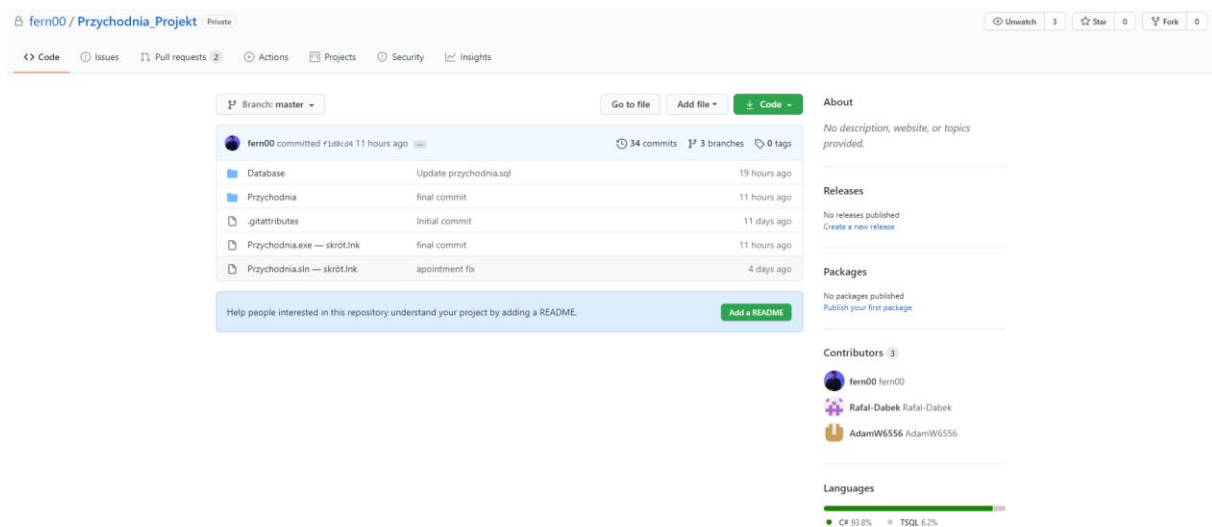 fern00 / Przychodnia_Projekt Private
Unwatch 3 Star 0 Fork 0
Code Issues Pull requests 2 Actions Projects Security Insights
Branch: master Go to file Add file Code
fern00 committed f1d8cd4 11 hours ago ... 34 commits 3 branches 0 tags
Database Update przychodnia.sql 19 hours ago
Przychodnia final commit 11 hours ago
.gitattributes Initial commit 11 days ago
Przychodnia.exe — skrót.lnk final commit 11 hours ago
Przychodnia.sln — skrót.lnk apointment fix 4 days ago
Help people interested in this repository understand your project by adding a README. Add a README
About
No description, website, or topics
provided.
Releases
No releases published
Create a new release
Packages
No packages published
Publish your first package
Contributors 3
fern00 fern00
Rafal-Dabek Rafal-Dabek
AdamW6556 AdamW6556
Languages
C# 93.8% TSQL 6.2%